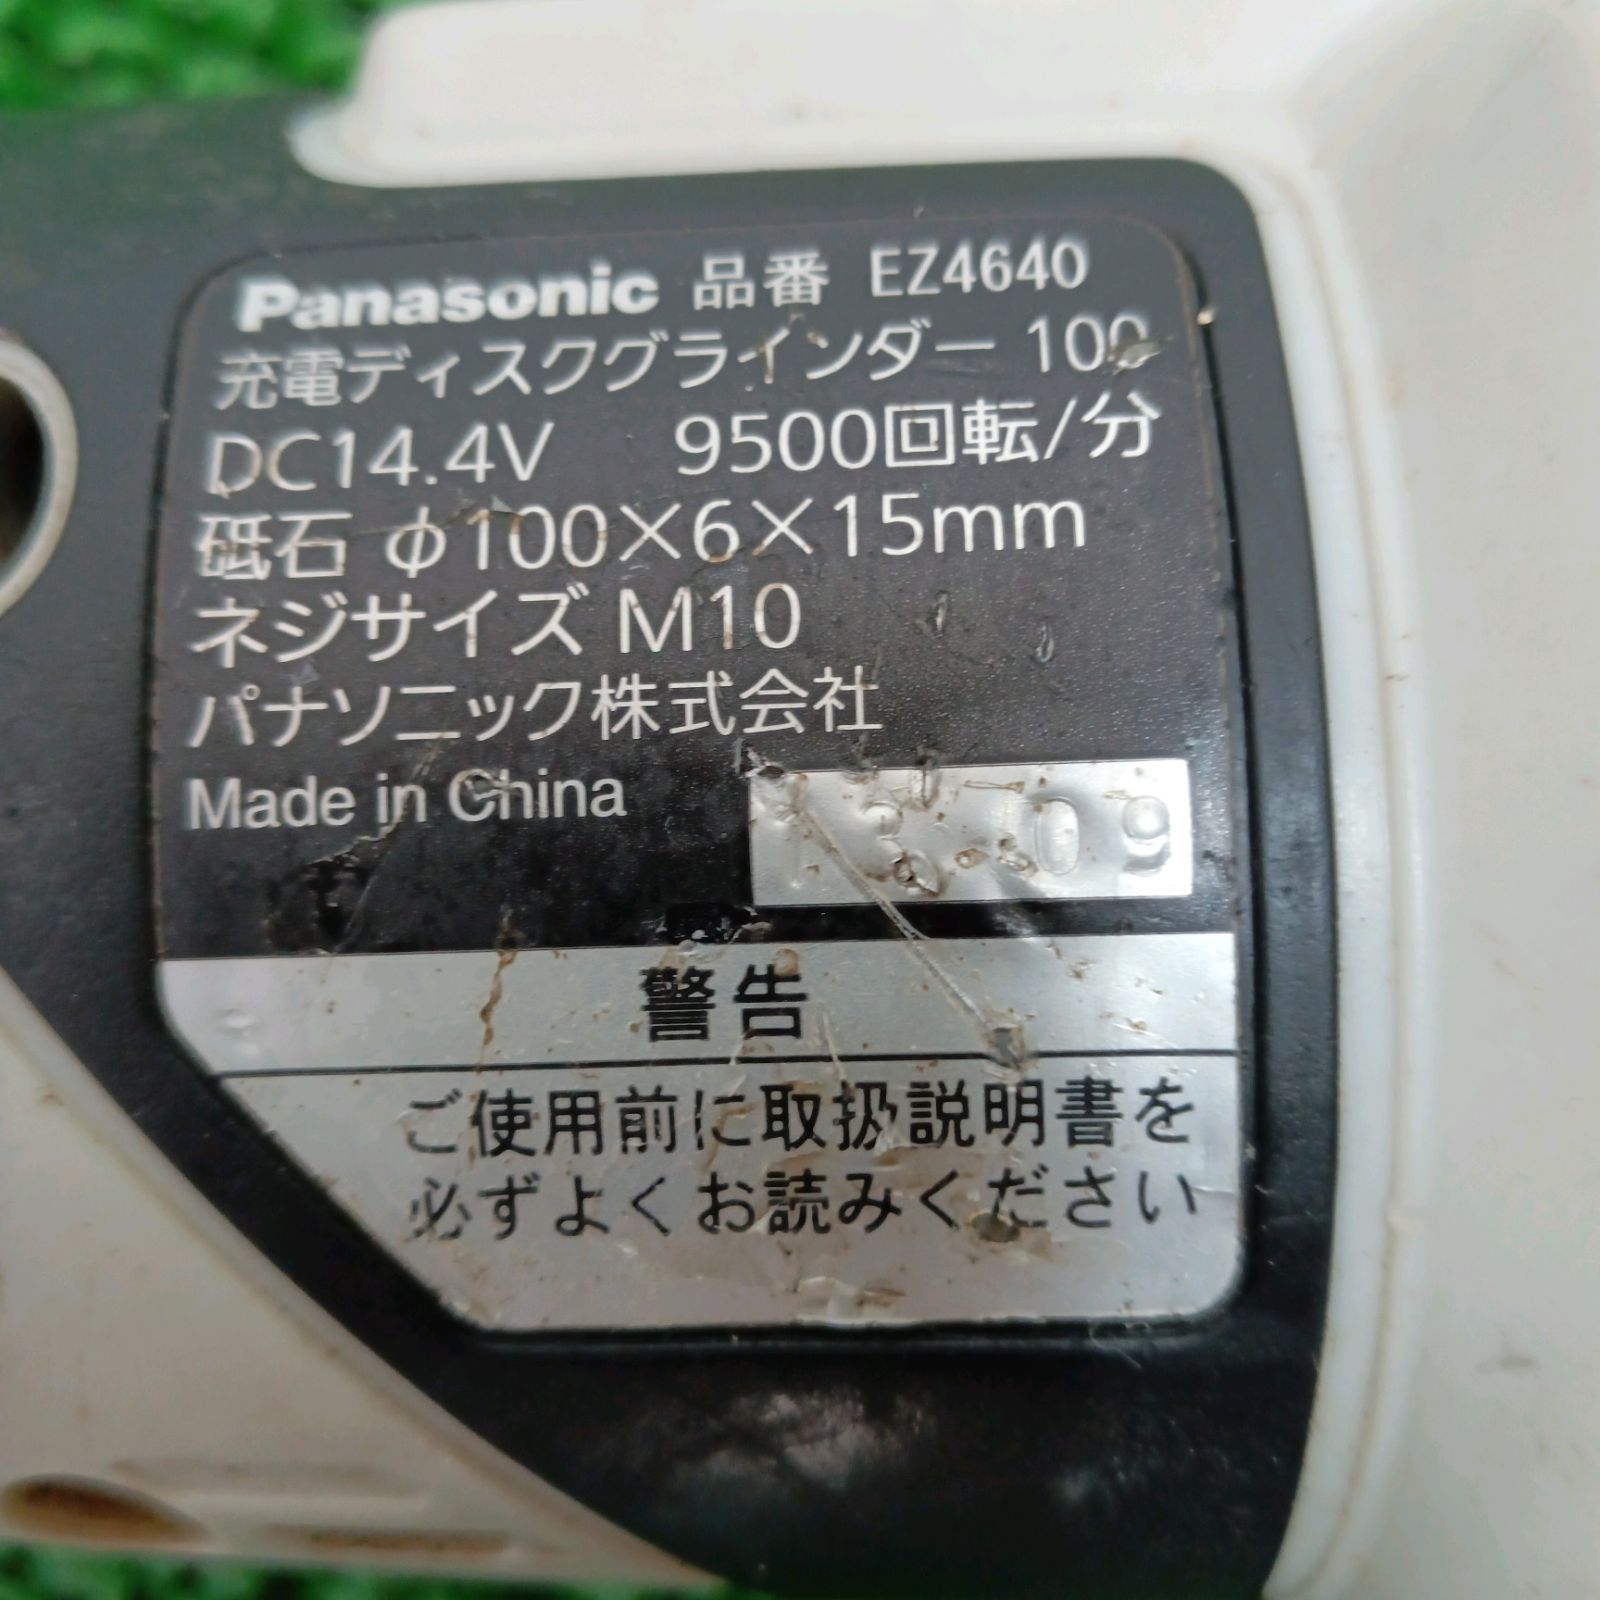 Panasonic 品番 EZ4640
充電ディスクグラインダー 100
DC14.4V 9500回転/分
砥石 φ100×6×15mm
ネジサイズ M10
パナソニック株式会社
Made in China
09
警告
ご使用前に取扱説明書を
必ずよくお読みください